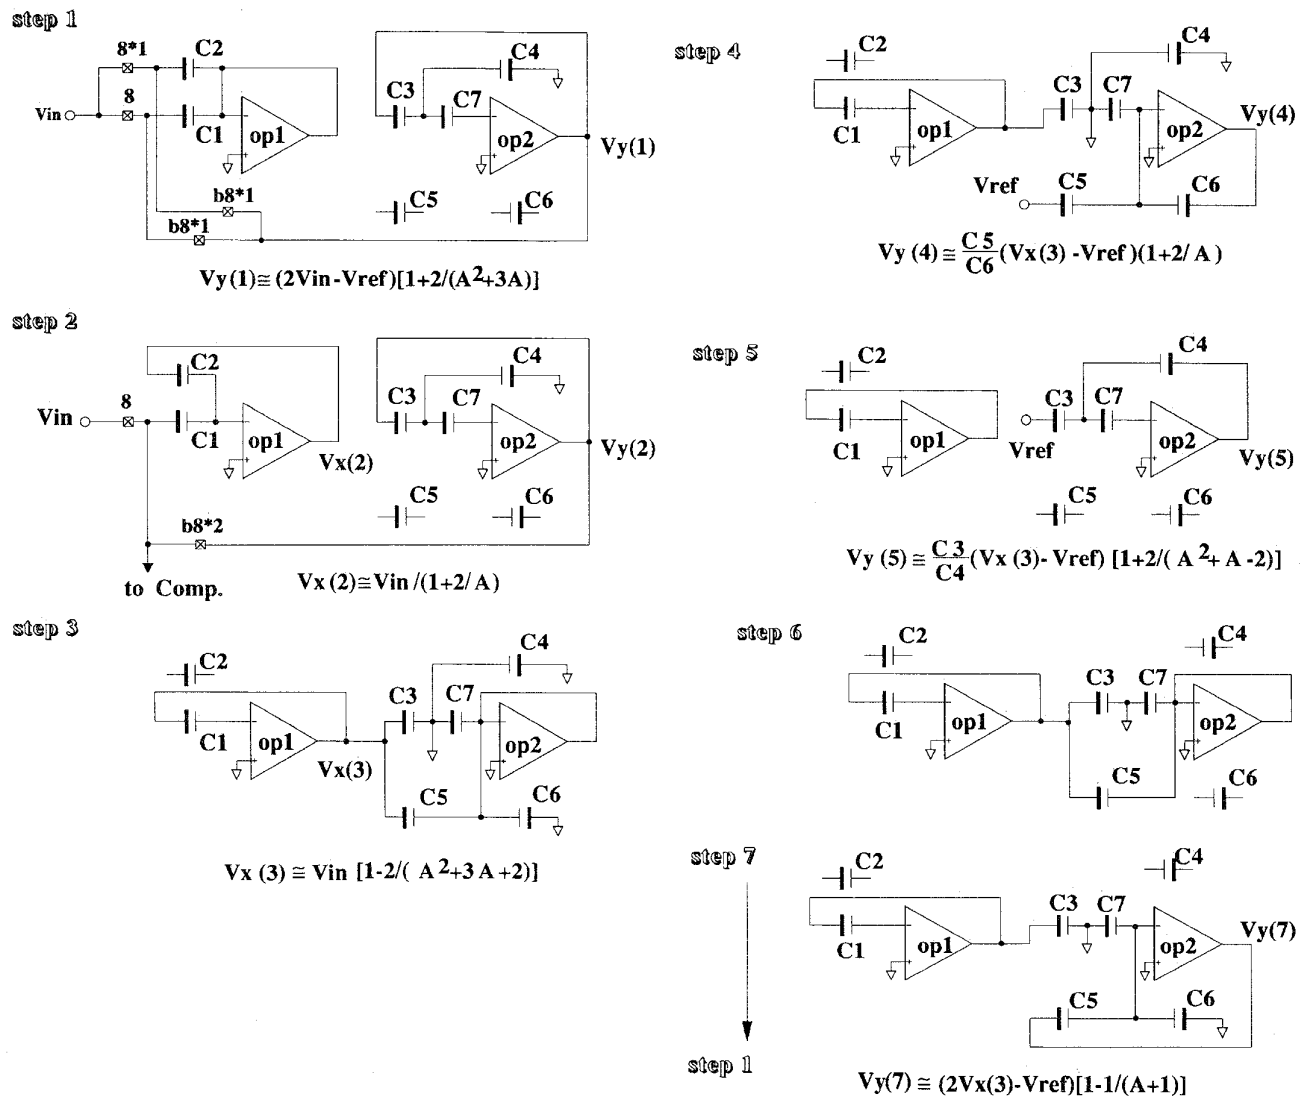 step 1
8*1
C2
Vin
8
C1
op1
C4
C3
C7
op2
Vy(1)
b8*1
b8*1
C5
C6
Vy(1)≅(2Vin-Vref)[1+2/(A²+3A)]
step 2
C2
Vin
8
C1
op1
Vx(2)
C4
C3
C7
op2
Vy(2)
C5
C6
b8*2
to Comp.
Vx(2)≅Vin/(1+2/A)
step 3
C2
C1
op1
Vx(3)
C4
C3
C7
op2
C5
C6
Vx(3)≅Vin [1-2/(A²+3A+2)]
step 4
C2
C1
op1
C4
C3
C7
op2
Vy(4)
Vref
C5
C6
Vy(4)≅C5/C6(Vx(3)-Vref)(1+2/A)
step 5
C2
C1
op1
C4
C3
C7
Vref
op2
Vy(5)
C5
C6
Vy(5)≅C3/C4(Vx(3)-Vref) [1+2/(A²+A-2)]
step 6
C2
C1
op1
C4
C3
C7
op2
C5
C6
step 7
C2
C1
op1
C4
C3
C7
op2
Vy(7)
C5
C6
step 1
Vy(7)≅(2Vx(3)-Vref)[1-1/(A+1)]